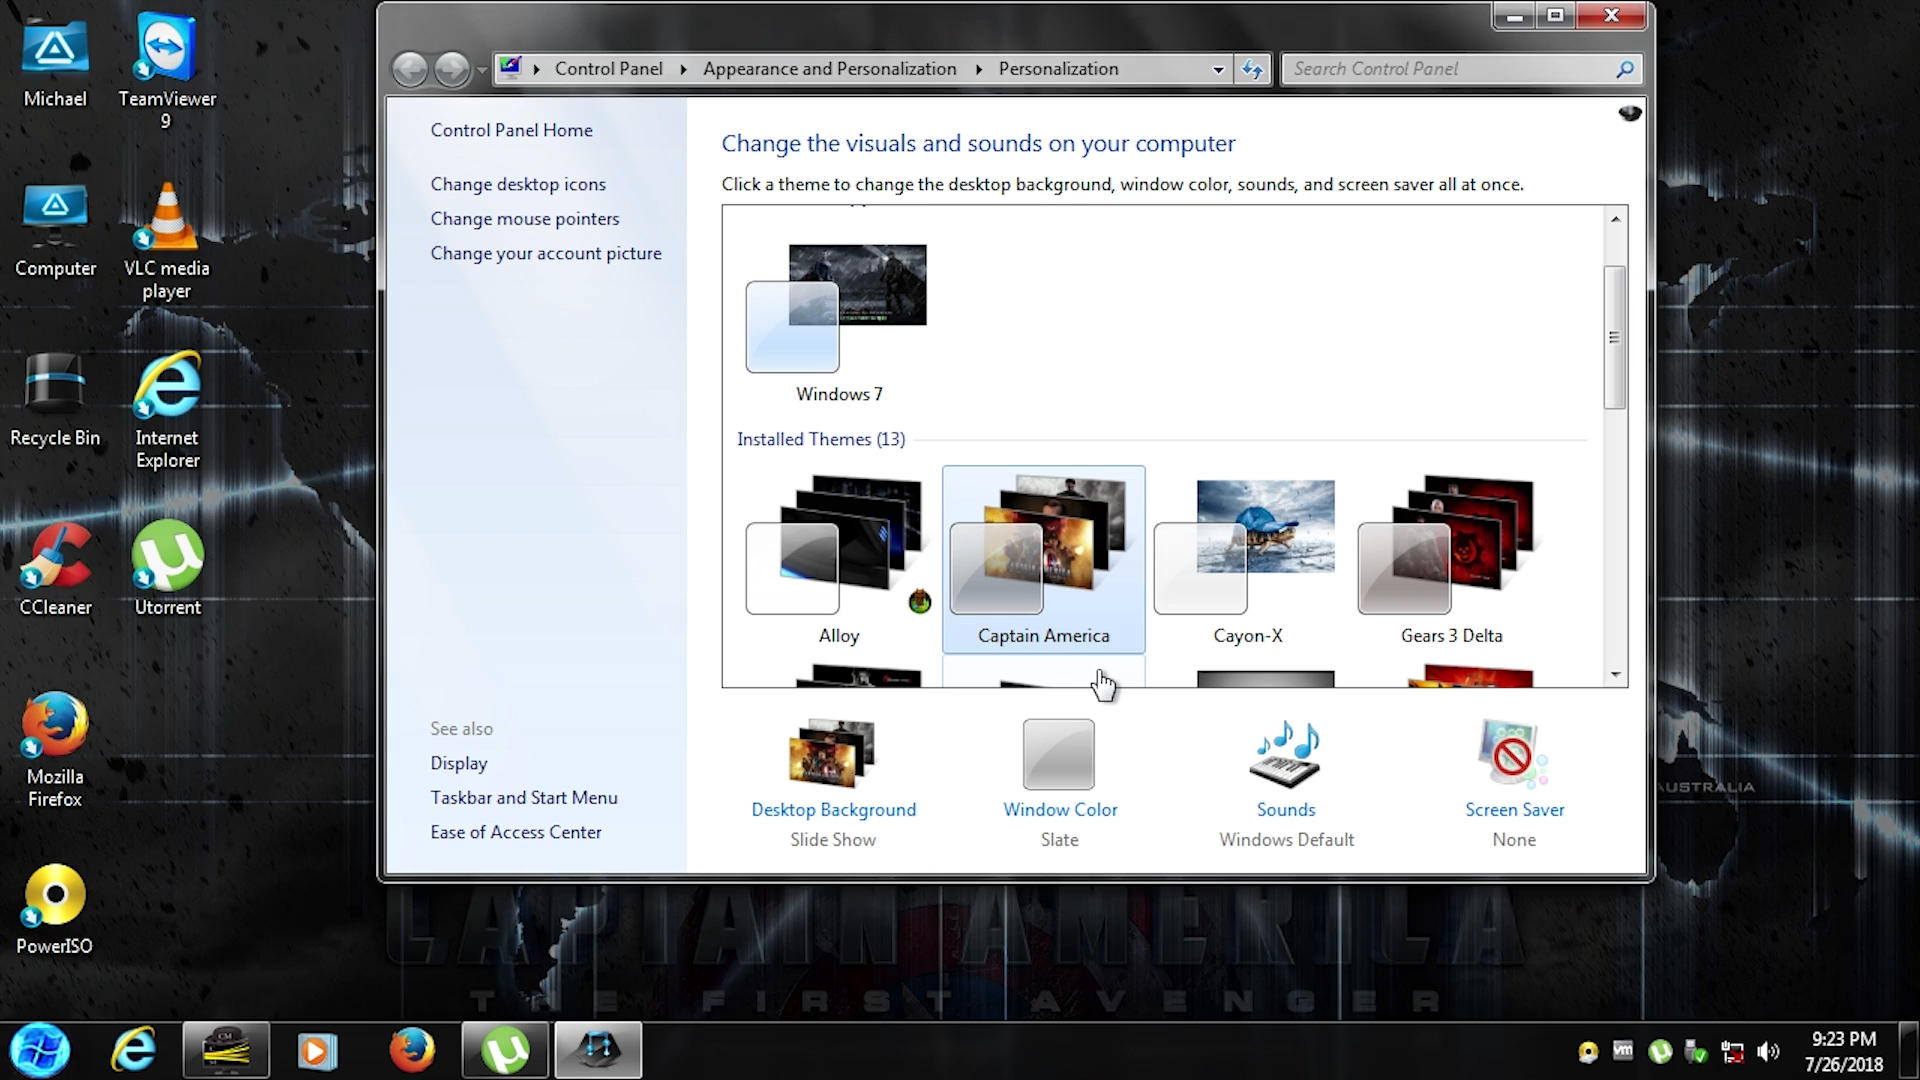 Michael
TeamViewer
9
Computer
VLC media
player
Recycle Bin
Internet
Explorer
CCleaner
Utorrent
Mozilla
Firefox
PowerISO
Control Panel
Appearance and Personalization
Personalization
Search Control Panel
Control Panel Home
Change desktop icons
Change mouse pointers
Change your account picture
See also
Display
Taskbar and Start Menu
Ease of Access Center
Change the visuals and sounds on your computer
Click a theme to change the desktop background, window color, sounds, and screen saver all at once.
Windows 7
Installed Themes (13)
Alloy
Captain America
Cayon-X
Gears 3 Delta
Desktop Background
Slide Show
Window Color
Slate
Sounds
Windows Default
Screen Saver
None
AUSTRALIA
CAPTAIN AMERICA
THE FIRST AVENGER
CM
vm
9:23 PM
7/26/2018